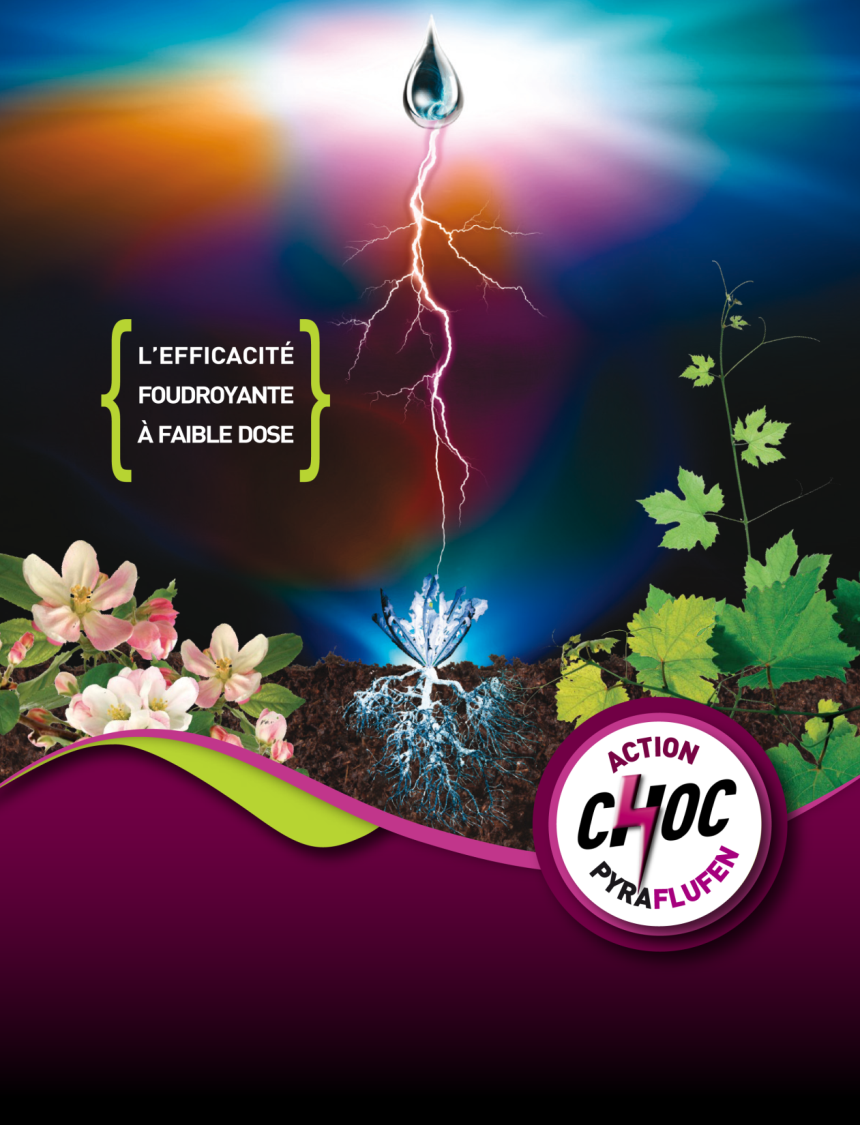 L'EFFICACITÉ
FOUDROYANTE
À FAIBLE DOSE
ACTION
CHOC
PYRAFLUFEN